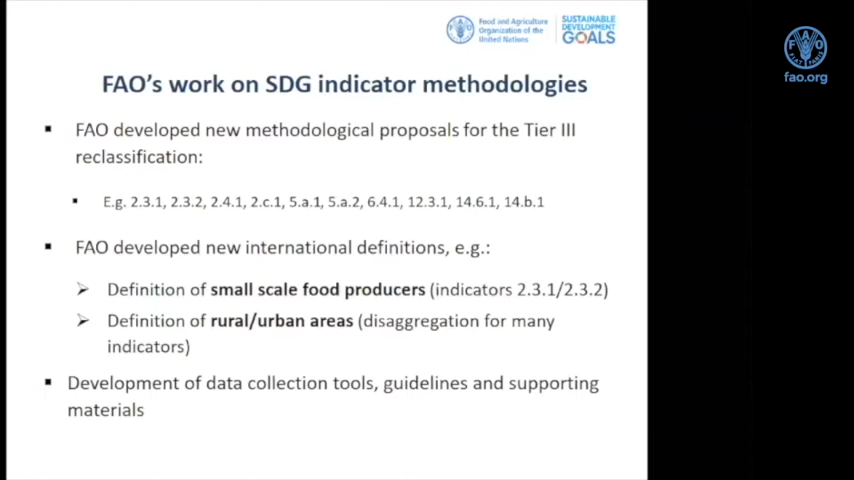 Food and Agriculture
Organization of the
United Nations
SUSTAINABLE
DEVELOPMENT
GOALS
FAO
FIAT PANIS
fao.org
FAO's work on SDG indicator methodologies
FAO developed new methodological proposals for the Tier III
reclassification:
E.g. 2.3.1, 2.3.2, 2.4.1, 2.c.1, 5.a.1, 5.a.2, 6.4.1, 12.3.1, 14.6.1, 14.b.1
FAO developed new international definitions, e.g.:
Definition of small scale food producers (indicators 2.3.1/2.3.2)
Definition of rural/urban areas (disaggregation for many
indicators)
Development of data collection tools, guidelines and supporting
materials